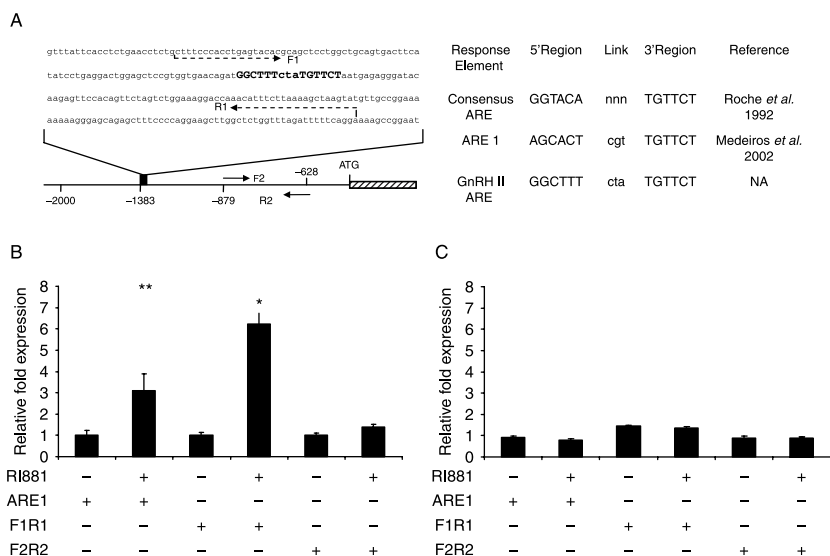 A
gtttattcacctctgaacctctgctttcccacctgagtacacgcagctcctggctgcagtgacttca
F1
tatcctgaggactggagctccgtggtgaacagatGGCTTTctaTGTTCTaatgagagggatac
aagagttccacagttctagtctggaaaggaccaaacatttcttaaaagctaagtatgttgccggaaa
R1
aaaaagggagcagagctttccccaggaagcttggctctggtttagatttttcaggaaaagccggaat
ATG
F2
−628
R2
−2000
−1383
−879
Response Element 5'Region Link 3'Region Reference
Consensus ARE GGTACA nnn TGTTCT Roche et al. 1992
ARE 1 AGCACT cgt TGTTCT Medeiros et al. 2002
GnRH II ARE GGCTTT cta TGTTCT NA
B
Relative fold expression
8
7
6
5
4
3
2
1
0
**
*
RI881 − + − + − +
ARE1 + + − − − −
F1R1 − − + + − −
F2R2 − − − − + +
C
Relative fold expression
8
7
6
5
4
3
2
1
0
RI881 − + − + − +
ARE1 + + − − − −
F1R1 − − + + − −
F2R2 − − − − + +